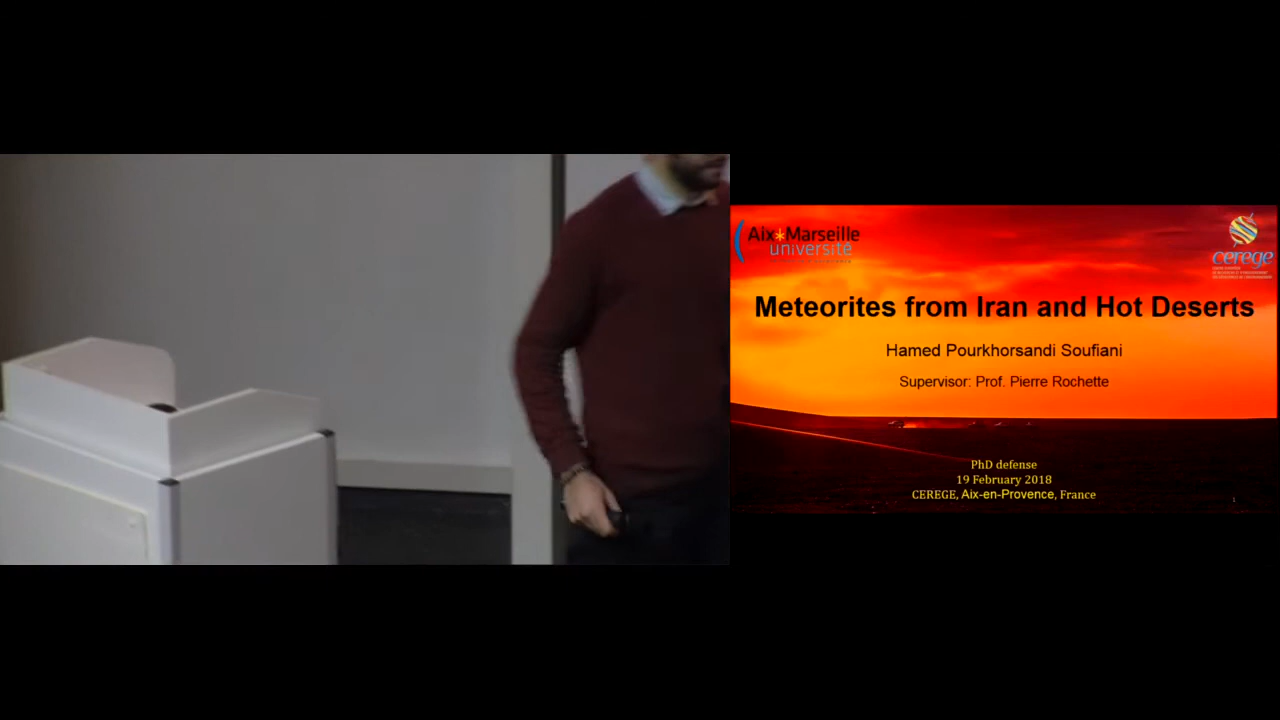 Aix*Marseille
université
cerege
Meteorites from Iran and Hot Deserts
Hamed Pourkhorsandi Soufiani
Supervisor: Prof. Pierre Rochette
PhD defense
19 February 2018
CEREGE, Aix-en-Provence, France